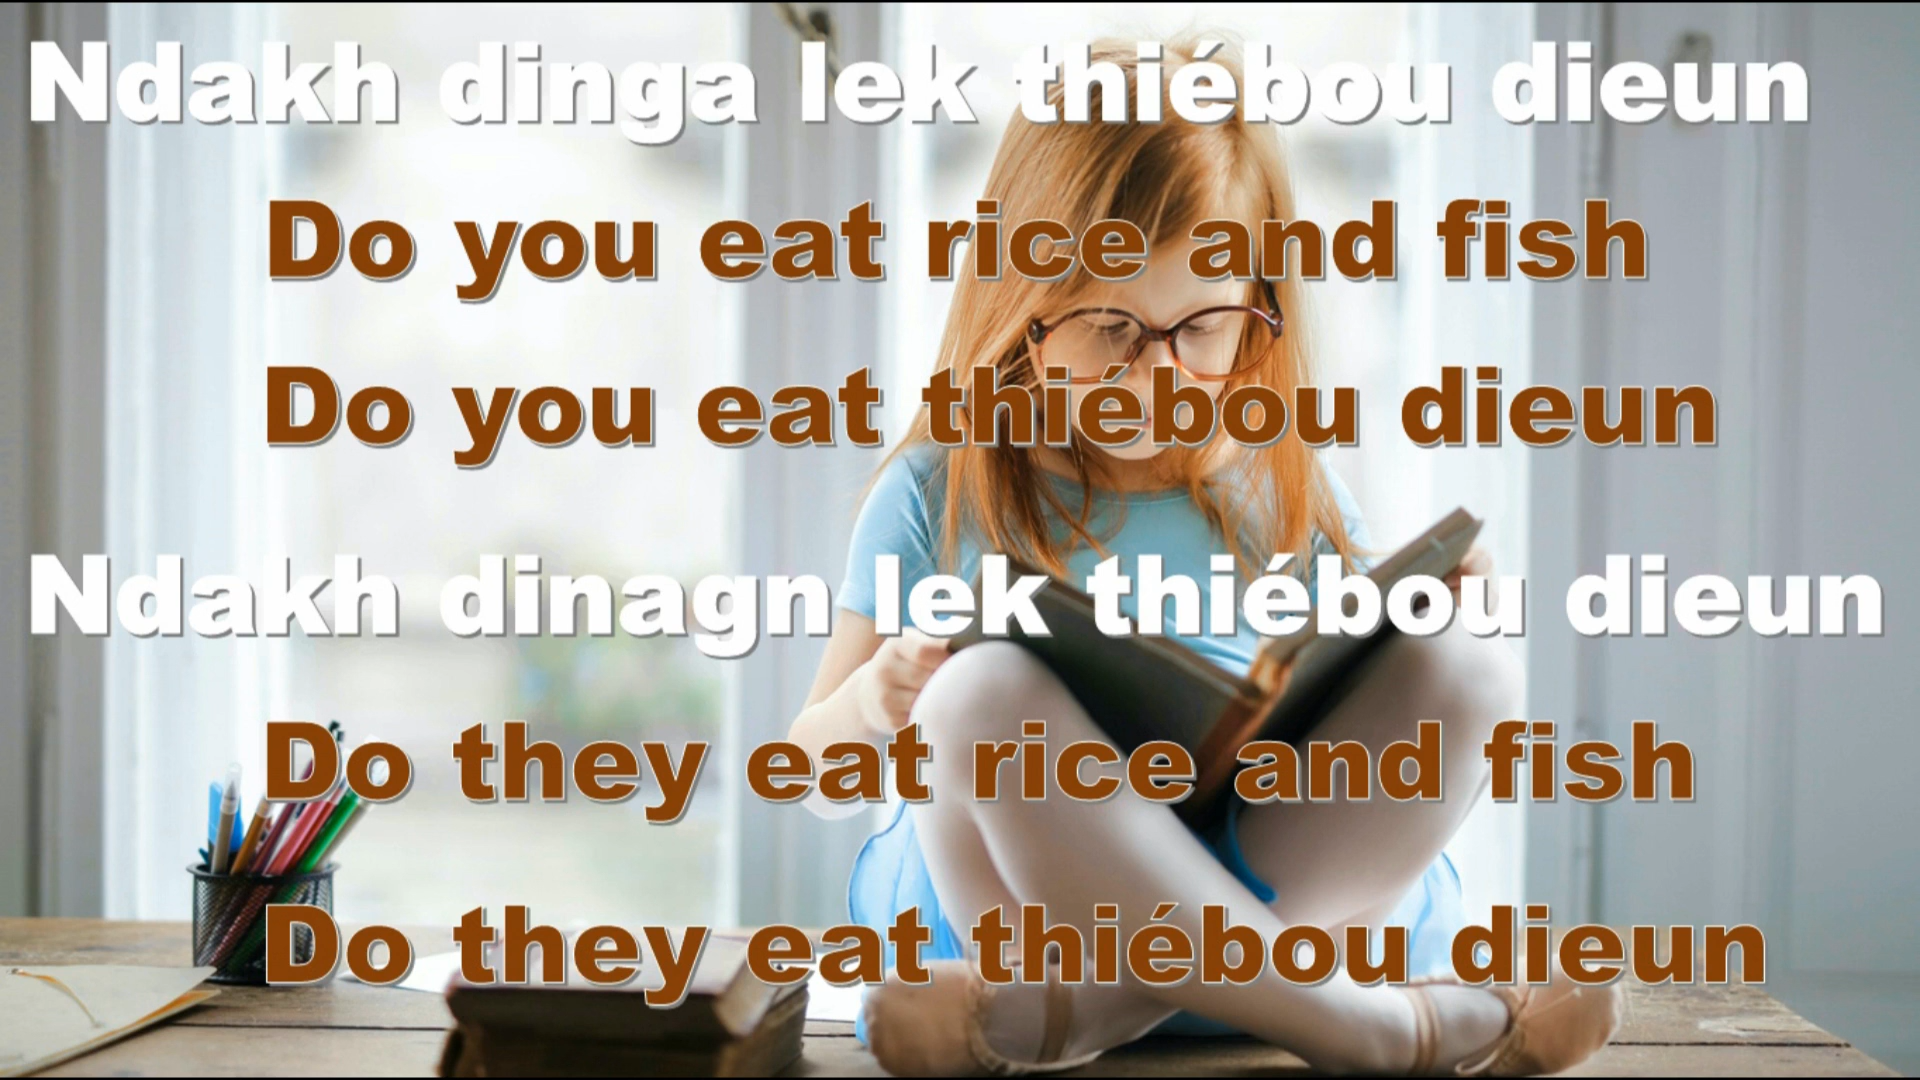 Ndakh dinga lek thiébou dieun
Do you eat rice and fish
Do you eat thiébou dieun
Ndakh dinagn lek thiébou dieun
Do they eat rice and fish
Do they eat thiébou dieun